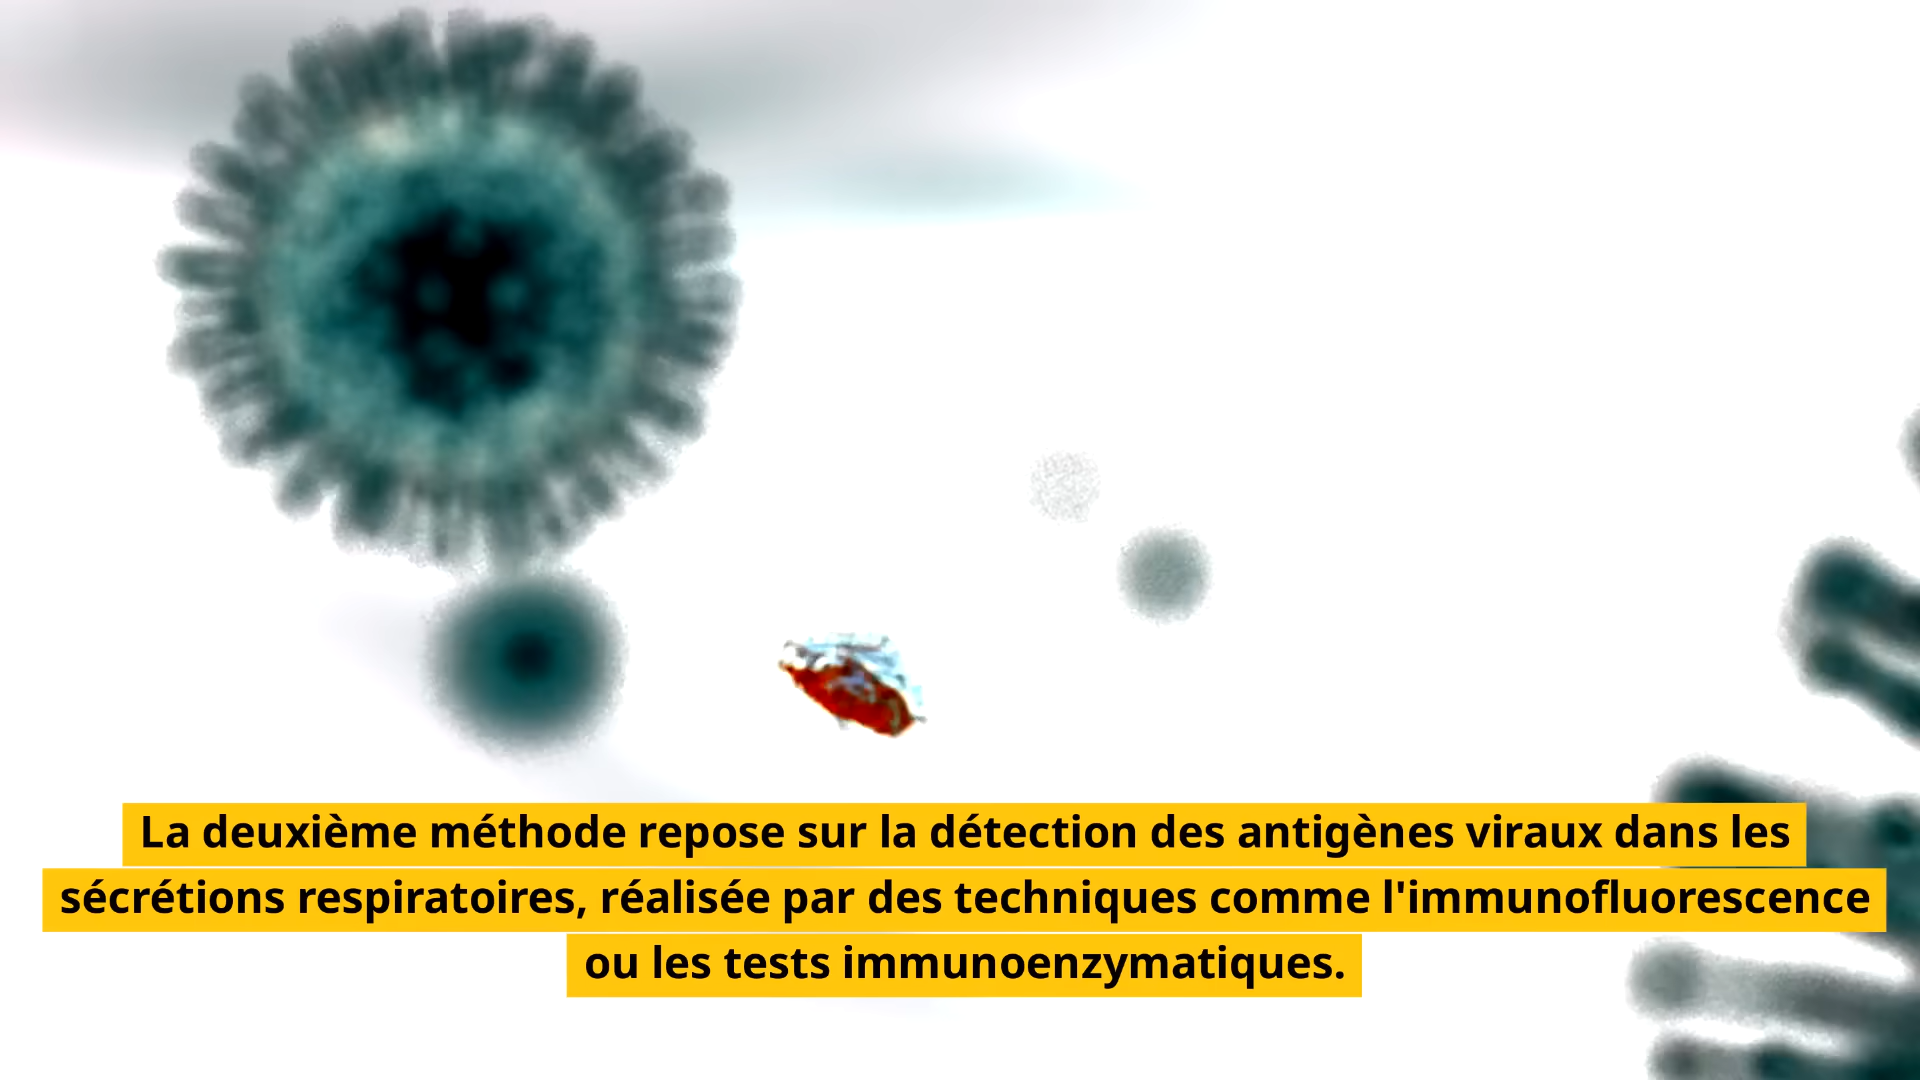 La deuxième méthode repose sur la détection des antigènes viraux dans les
sécrétions respiratoires, réalisée par des techniques comme l'immunofluorescence
ou les tests immunoenzymatiques.